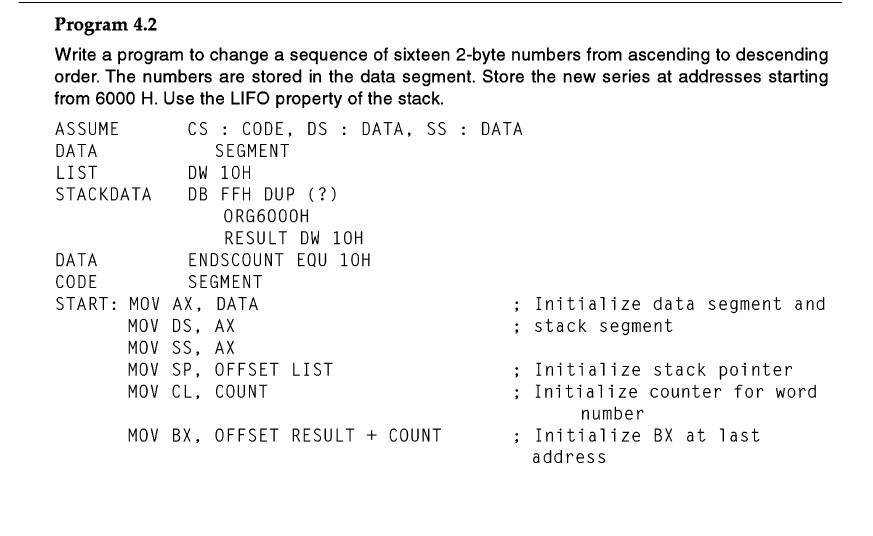 Program 4.2
Write a program to change a sequence of sixteen 2-byte numbers from ascending to descending
order. The numbers are stored in the data segment. Store the new series at addresses starting
from 6000 H. Use the LIFO property of the stack.
ASSUME CS : CODE, DS : DATA, SS : DATA
DATA SEGMENT
LIST DW 10H
STACKDATA DB FFH DUP (?)
ORG6000H
RESULT DW 10H
DATA ENDSCOUNT EQU 10H
CODE SEGMENT
START: MOV AX, DATA ; Initialize data segment and
MOV DS, AX ; stack segment
MOV SS, AX
MOV SP, OFFSET LIST ; Initialize stack pointer
MOV CL, COUNT ; Initialize counter for word
number
MOV BX, OFFSET RESULT + COUNT ; Initialize BX at last
address